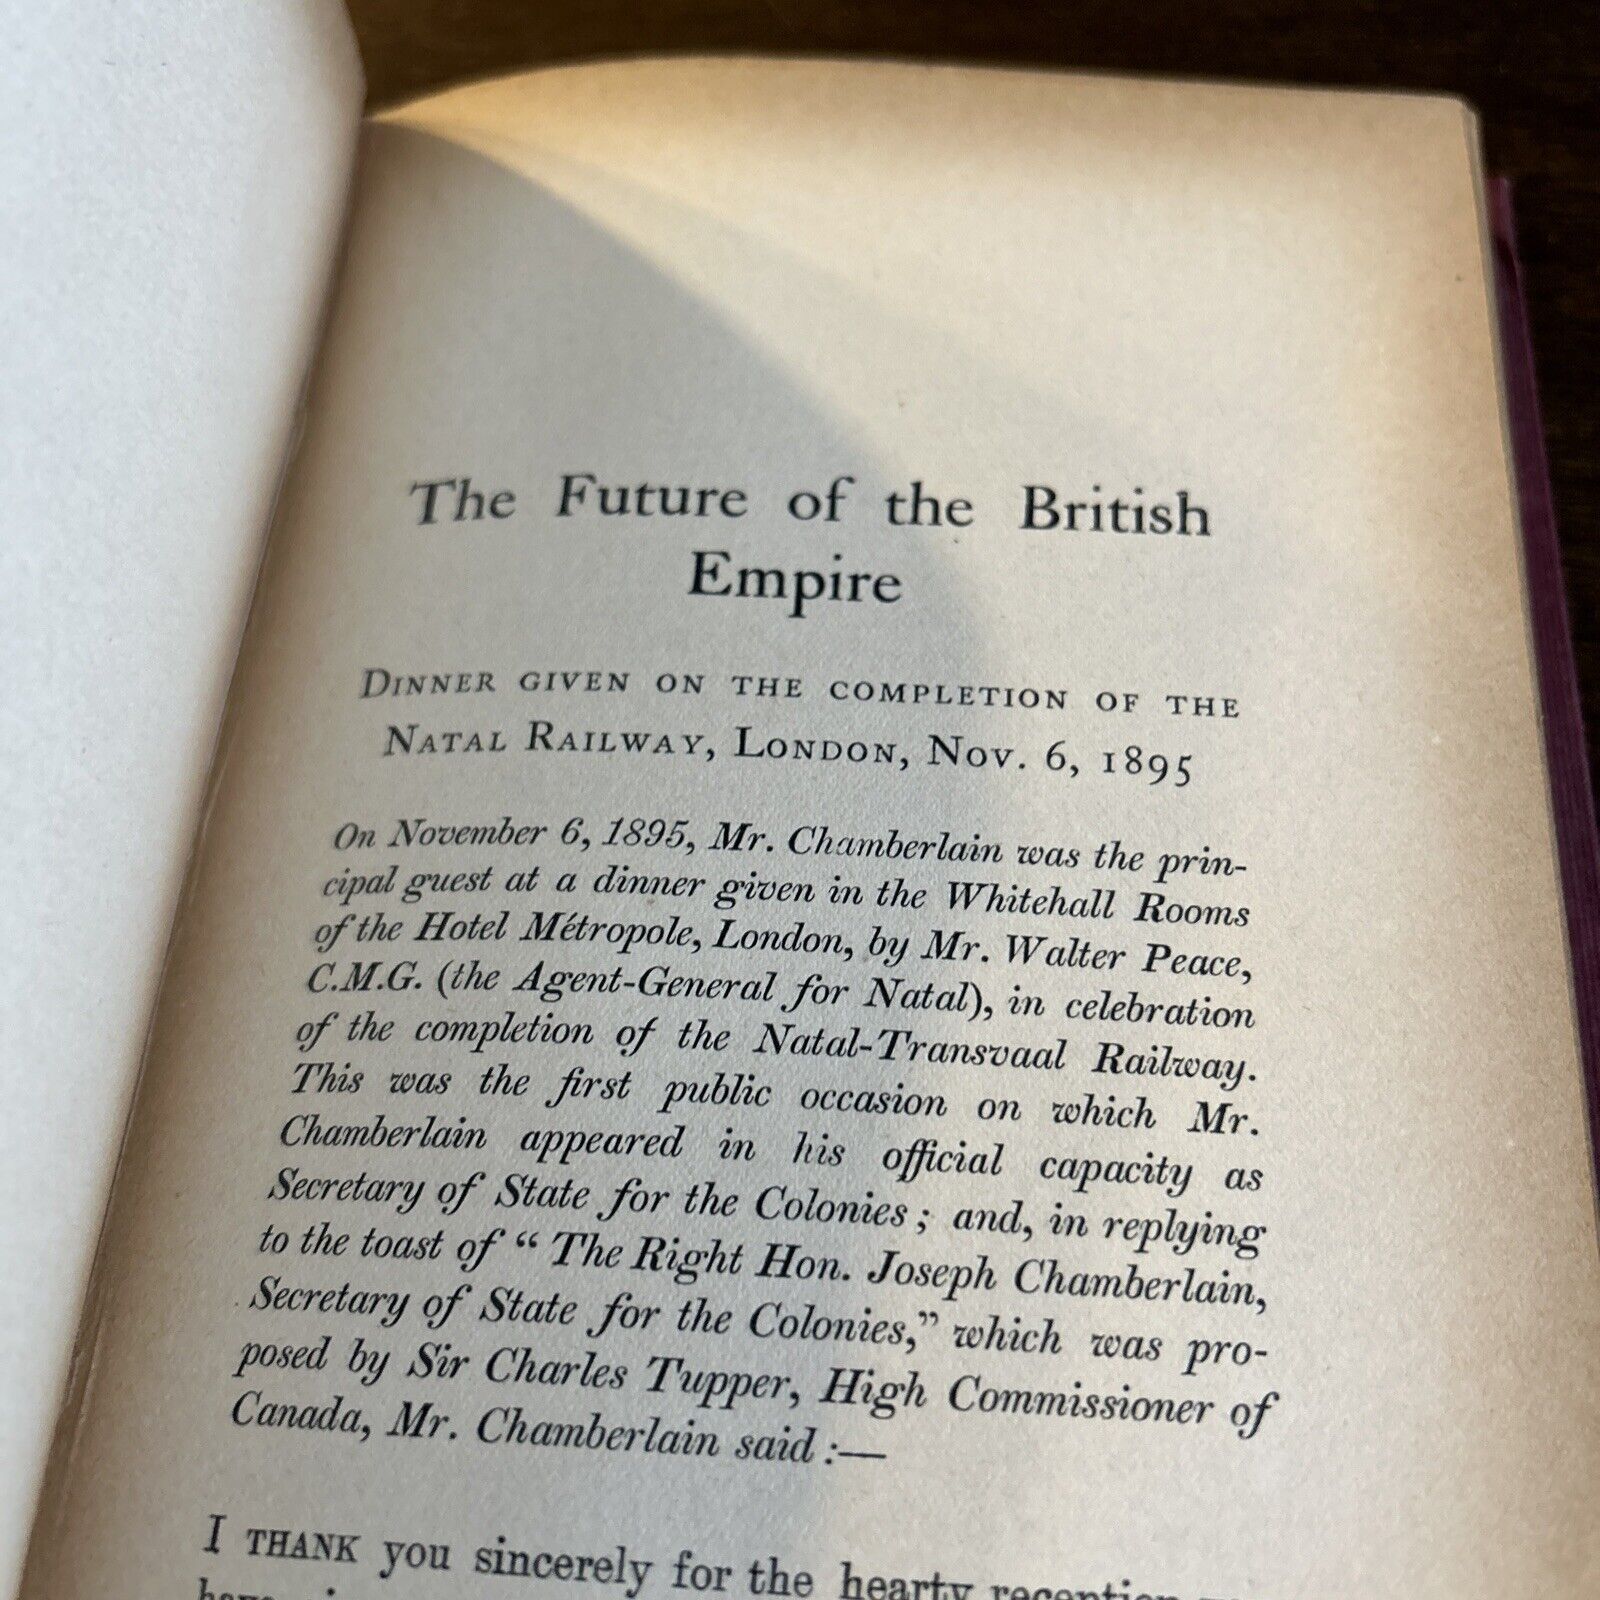 The Future of the British
Empire
DINNER GIVEN ON THE COMPLETION OF THE
NATAL RAILWAY, LONDON, NOV. 6, 1895
On November 6, 1895, Mr. Chamberlain was the prin-
cipal guest at a dinner given in the Whitehall Rooms
of the Hotel Métropole, London, by Mr. Walter Peace,
C.M.G. (the Agent-General for Natal), in celebration
of the completion of the Natal-Transvaal Railway.
This was the first public occasion on which Mr.
Chamberlain appeared in his official capacity as
Secretary of State for the Colonies; and, in replying
to the toast of “The Right Hon. Joseph Chamberlain,
Secretary of State for the Colonies,” which was pro-
posed by Sir Charles Tupper, High Commissioner of
Canada, Mr. Chamberlain said:—
I THANK you sincerely for the hearty reception
have